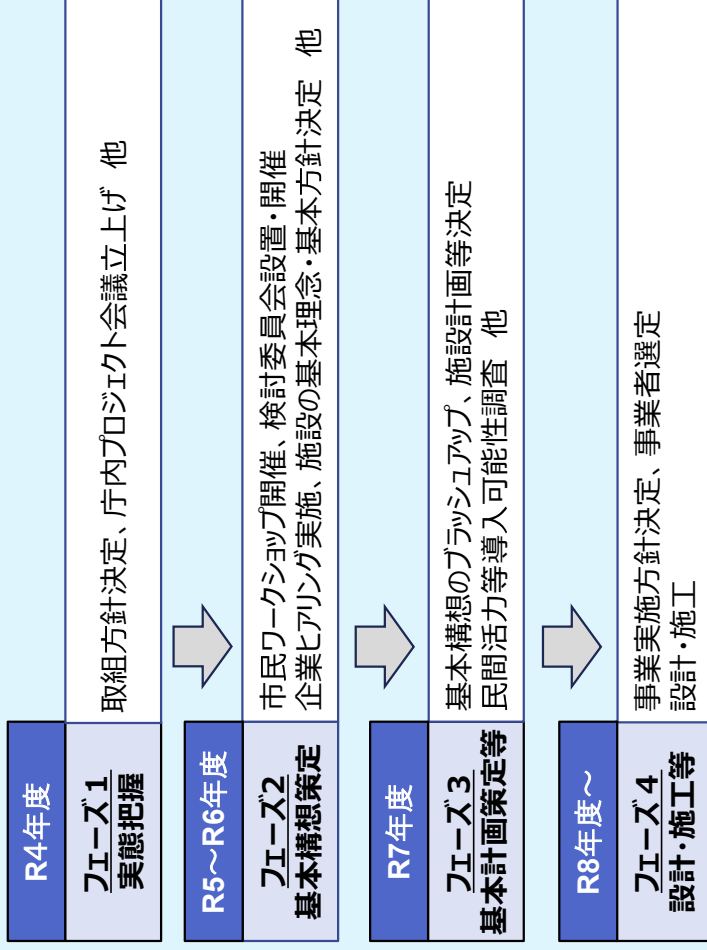 R4年度
フェーズ1
実態把握
取組方針決定、庁内プロジェクト会議立上げ 他
R5～R6年度
フェーズ2
基本構想策定
市民ワークショップ開催、検討委員会設置・開催
企業ヒアリング実施、施設の基本理念・基本方針決定 他
R7年度
フェーズ3
基本計画策定等
基本構想のブラッシュアップ、施設計画等決定
民間活力等導入可能性調査 他
R8年度～
フェーズ4
設計・施工等
事業実施方針決定、事業者選定
設計・施工